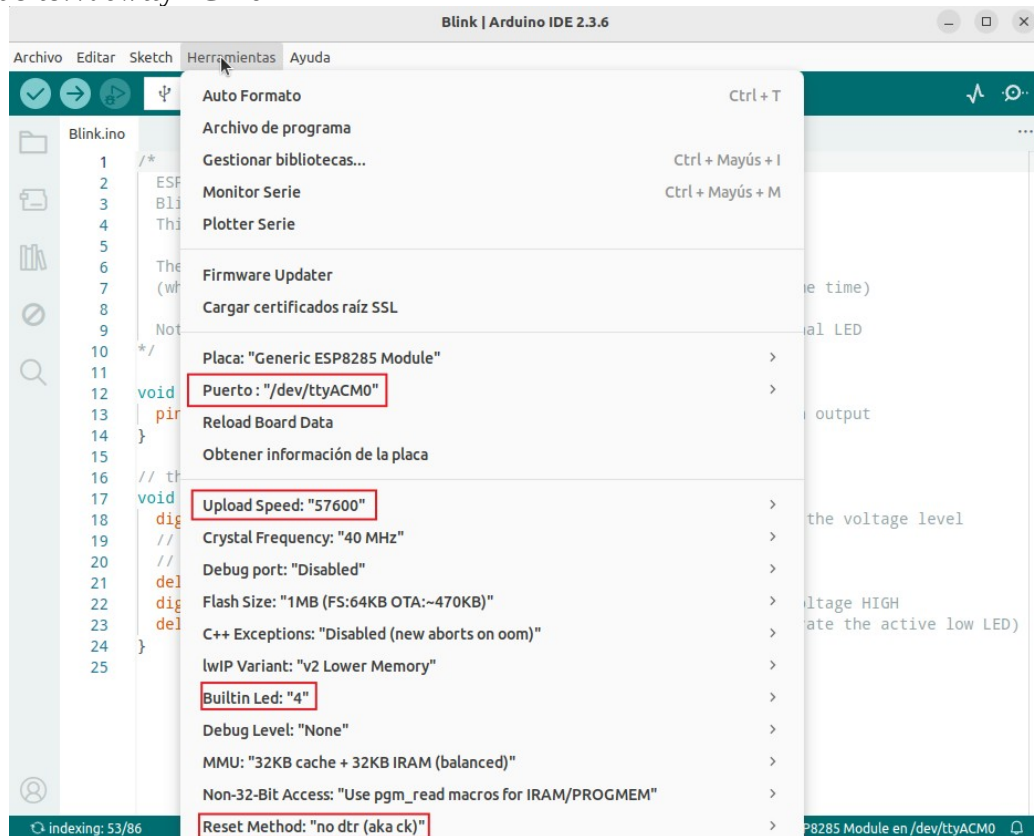 Blink | Arduino IDE 2.3.6
Archivo Editar Sketch Herramientas Ayuda
Auto Formato Ctrl + T
Blink.ino
Archivo de programa
Gestionar bibliotecas... Ctrl + Mayús + I
Monitor Serie Ctrl + Mayús + M
Plotter Serie
Firmware Updater
Cargar certificados raíz SSL
Placa: "Generic ESP8285 Module"
Puerto : "/dev/ttyACM0"
Reload Board Data
Obtener información de la placa
Upload Speed: "57600"
Crystal Frequency: "40 MHz"
Debug port: "Disabled"
Flash Size: "1MB (FS:64KB OTA:~470KB)"
C++ Exceptions: "Disabled (new aborts on oom)"
lwIP Variant: "v2 Lower Memory"
Builtin Led: "4"
Debug Level: "None"
MMU: "32KB cache + 32KB IRAM (balanced)"
Non-32-Bit Access: "Use pgm_read macros for IRAM/PROGMEM"
Reset Method: "no dtr (aka ck)"
1 /*
2 ESP
3 Bli
4 Thi
5
6 The
7 (wh e time)
8
9 Not al LED
10 */
11
12 void
13 pin output
14 }
15
16 // th
17 void
18 dig the voltage level
19 //
20 //
21 del
22 dig ltage HIGH
23 del ate the active low LED)
24 }
25
indexing: 53/86 P8285 Module en /dev/ttyACM0